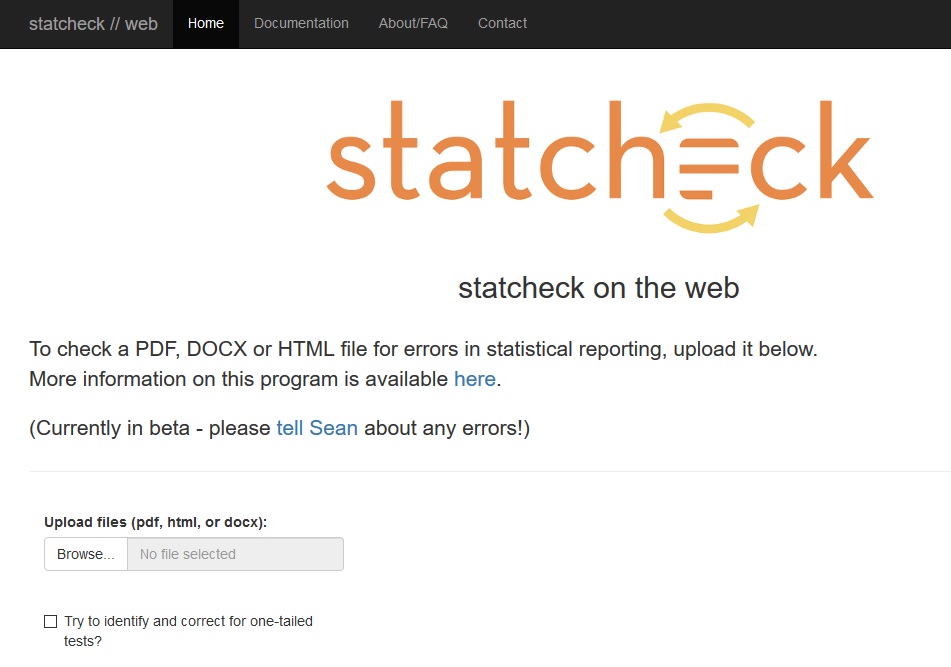 statcheck // web Home Documentation About/FAQ Contact
statcheck
statcheck on the web
To check a PDF, DOCX or HTML file for errors in statistical reporting, upload it below.
More information on this program is available here.
(Currently in beta - please tell Sean about any errors!)
Upload files (pdf, html, or docx):
Browse... No file selected
Try to identify and correct for one-tailed
tests?